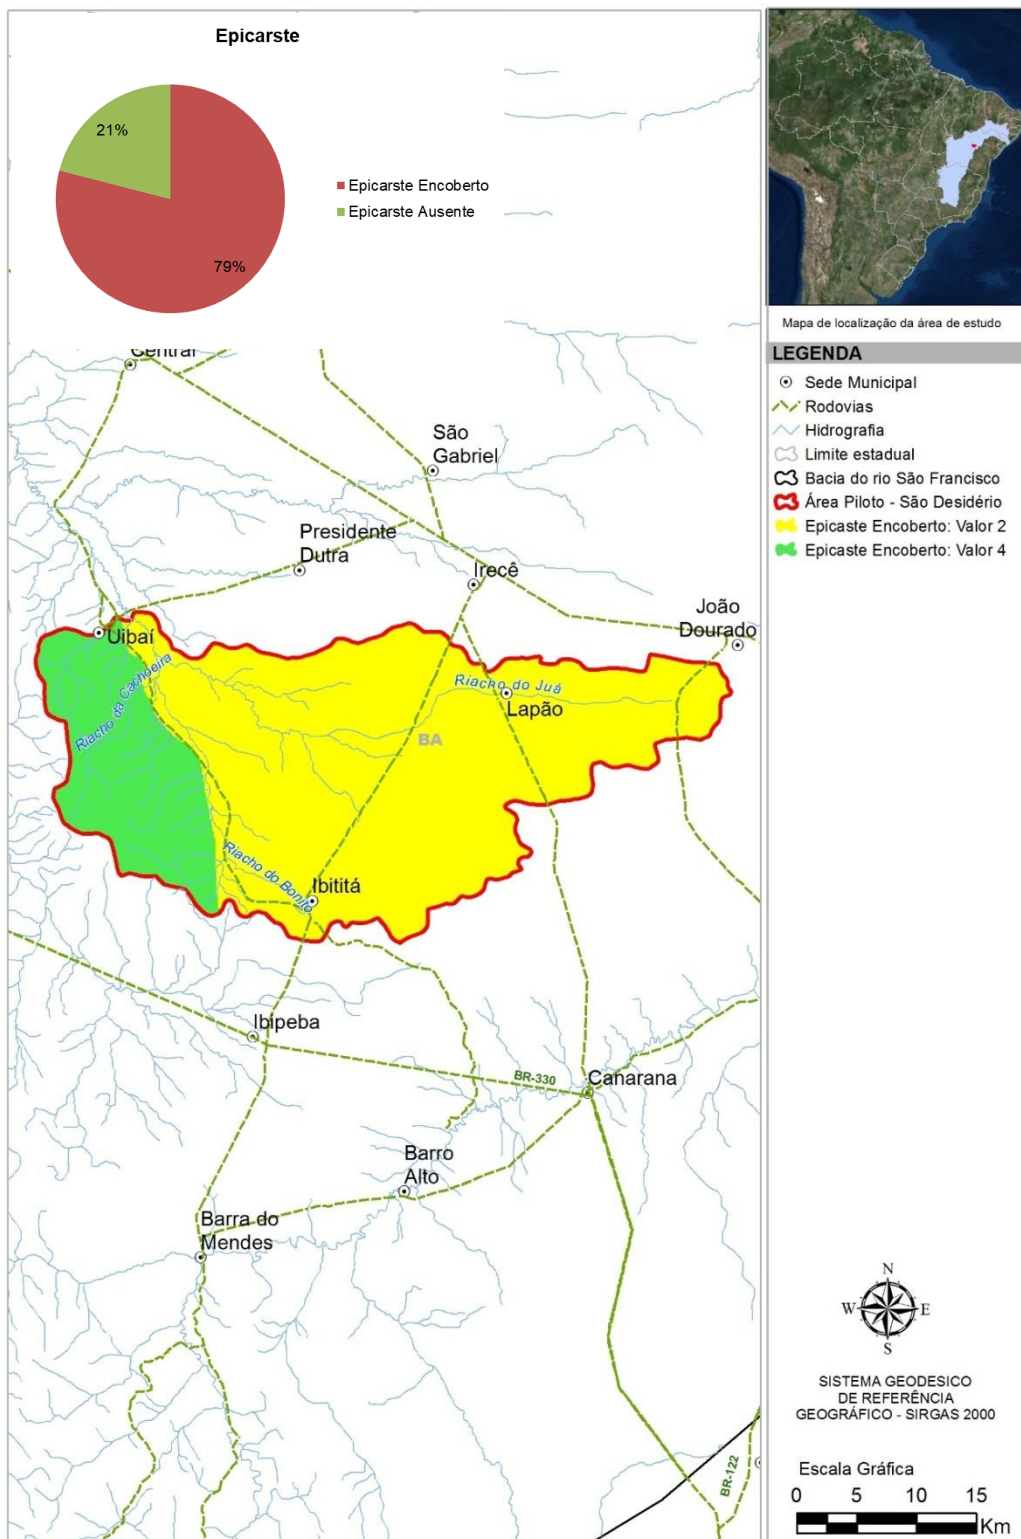 Epicarste
21%
79%
Epicarste Encoberto
Epicarste Ausente
Central
São
Gabriel
Presidente
Dutra
Irecê
João
Dourado
Uibaí
Riacho da Cachoeira
Riacho do Juá
Lapão
BA
Riacho do Bonito
Ibititá
Ibipeba
BR-330
Canarana
Barro
Alto
Barra do
Mendes
BR-122
Mapa de localização da área de estudo
LEGENDA
Sede Municipal
Rodovias
Hidrografia
Limite estadual
Bacia do rio São Francisco
Área Piloto - São Desidério
Epicaste Encoberto: Valor 2
Epicaste Encoberto: Valor 4
N
W
E
S
SISTEMA GEODESICO
DE REFERÊNCIA
GEOGRÁFICO - SIRGAS 2000
Escala Gráfica
0 5 10 15
Km